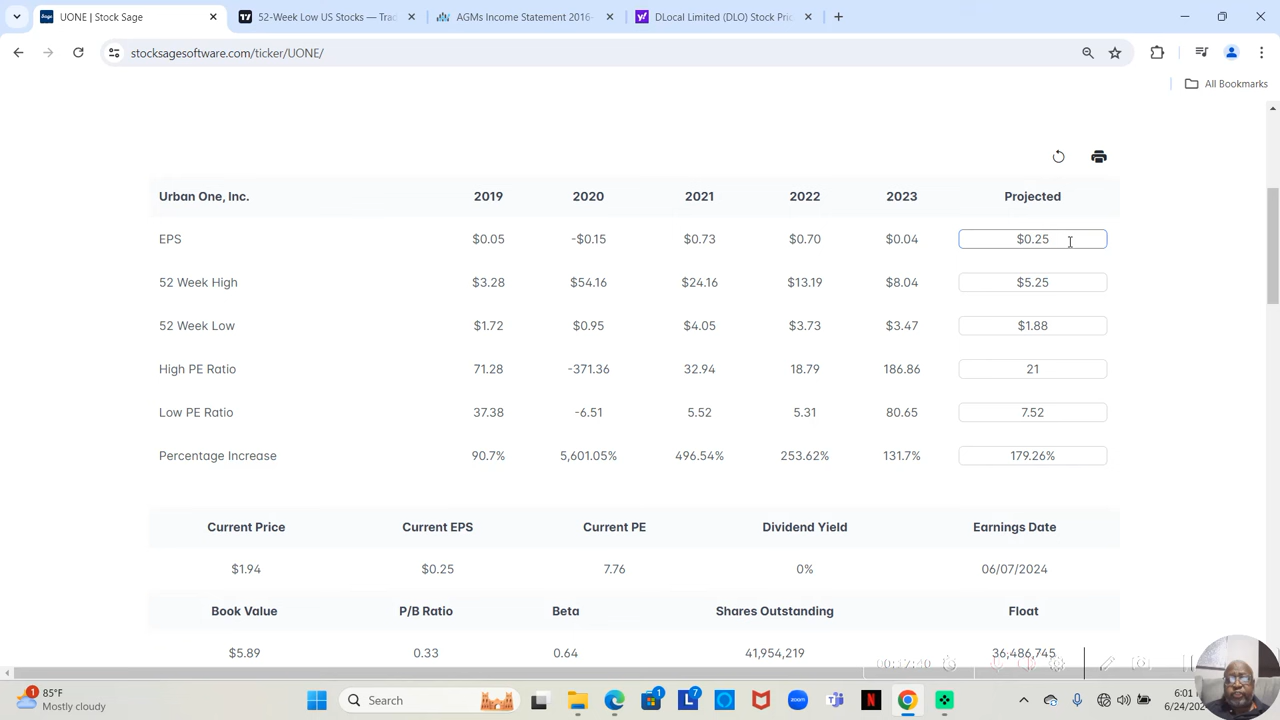 UONE | Stock Sage
52-Week Low US Stocks — Tra
AGM Income Statement 2016-
DLocal Limited (DLO) Stock Pric
stocksagesoftware.com/ticker/UONE/
All Bookmarks
Urban One, Inc. 2019 2020 2021 2022 2023 Projected
EPS $0.05 -$0.15 $0.73 $0.70 $0.04 $0.25
52 Week High $3.28 $54.16 $24.16 $13.19 $8.04 $5.25
52 Week Low $1.72 $0.95 $4.05 $3.73 $3.47 $1.88
High PE Ratio 71.28 -371.36 32.94 18.79 186.86 21
Low PE Ratio 37.38 -6.51 5.52 5.31 80.65 7.52
Percentage Increase 90.7% 5,601.05% 496.54% 253.62% 131.7% 179.26%
Current Price Current EPS Current PE Dividend Yield Earnings Date
$1.94 $0.25 7.76 0% 06/07/2024
Book Value P/B Ratio Beta Shares Outstanding Float
$5.89 0.33 0.64 41,954,219 36,486,745
85°F
Mostly cloudy
Search
6:01
6/24/20